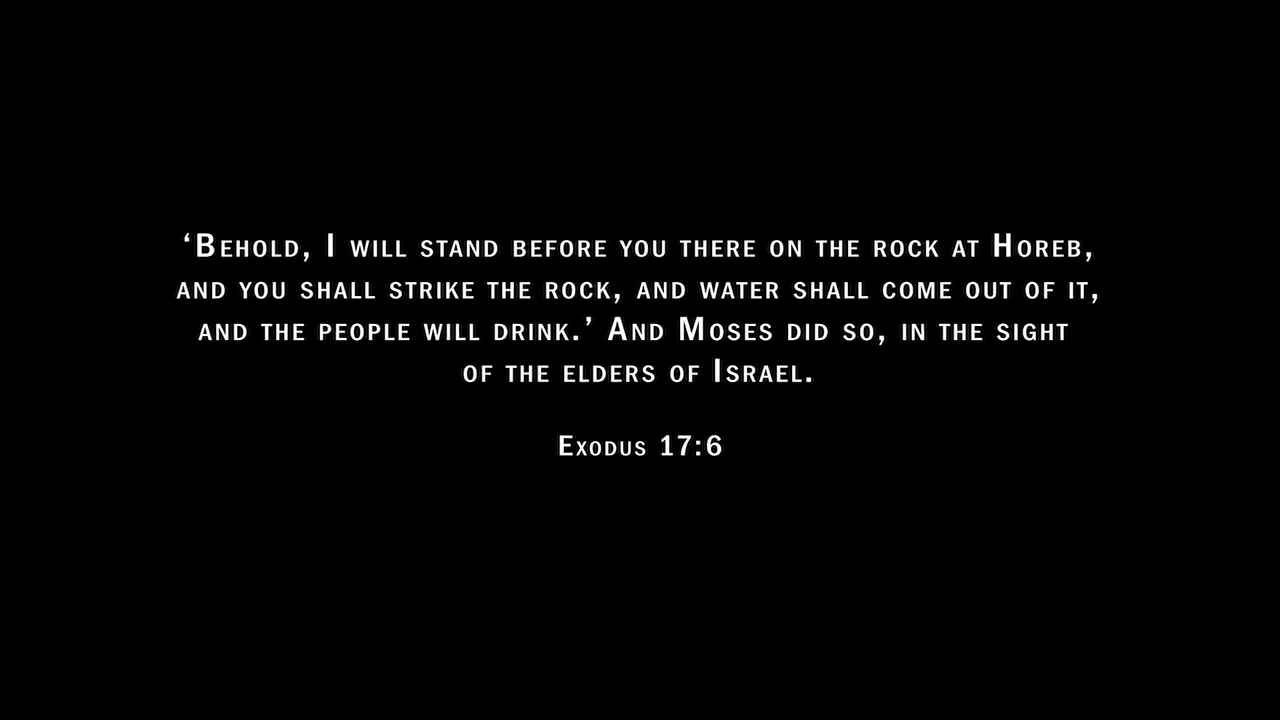 ‘Behold, I will stand before you there on the rock at Horeb,
and you shall strike the rock, and water shall come out of it,
and the people will drink.’ And Moses did so, in the sight
of the elders of Israel.
Exodus 17:6